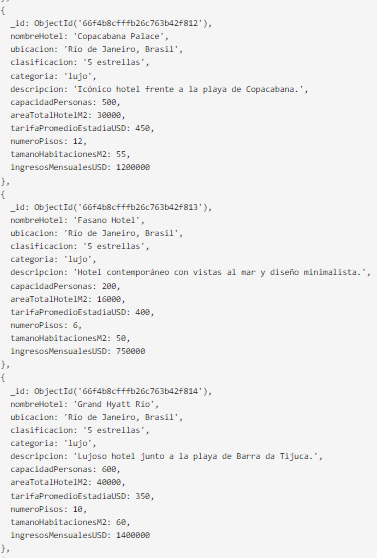 {
_id: ObjectId('66f4b8cfffb26c763b42f812'),
nombreHotel: 'Copacabana Palace',
ubicacion: 'Rio de Janeiro, Brasil',
clasificacion: '5 estrellas',
categoria: 'lujo',
descripcion: 'Icónico hotel frente a la playa de Copacabana.',
capacidadPersonas: 500,
areaTotalHotelM2: 30000,
tarifaPromedioEstadiaUSD: 450,
numeroPisos: 12,
tamanoHabitacionesM2: 55,
ingresosMensualesUSD: 1200000
},
{
_id: ObjectId('66f4b8cfffb26c763b42f813'),
nombreHotel: 'Fasano Hotel',
ubicacion: 'Rio de Janeiro, Brasil',
clasificacion: '5 estrellas',
categoria: 'lujo',
descripcion: 'Hotel contemporáneo con vistas al mar y diseño minimalista.',
capacidadPersonas: 200,
areaTotalHotelM2: 16000,
tarifaPromedioEstadiaUSD: 400,
numeroPisos: 6,
tamanoHabitacionesM2: 50,
ingresosMensualesUSD: 750000
},
{
_id: ObjectId('66f4b8cfffb26c763b42f814'),
nombreHotel: 'Grand Hyatt Rio',
ubicacion: 'Rio de Janeiro, Brasil',
clasificacion: '5 estrellas',
categoria: 'lujo',
descripcion: 'Lujoso hotel junto a la playa de Barra da Tijuca.',
capacidadPersonas: 600,
areaTotalHotelM2: 40000,
tarifaPromedioEstadiaUSD: 350,
numeroPisos: 10,
tamanoHabitacionesM2: 60,
ingresosMensualesUSD: 1400000
},